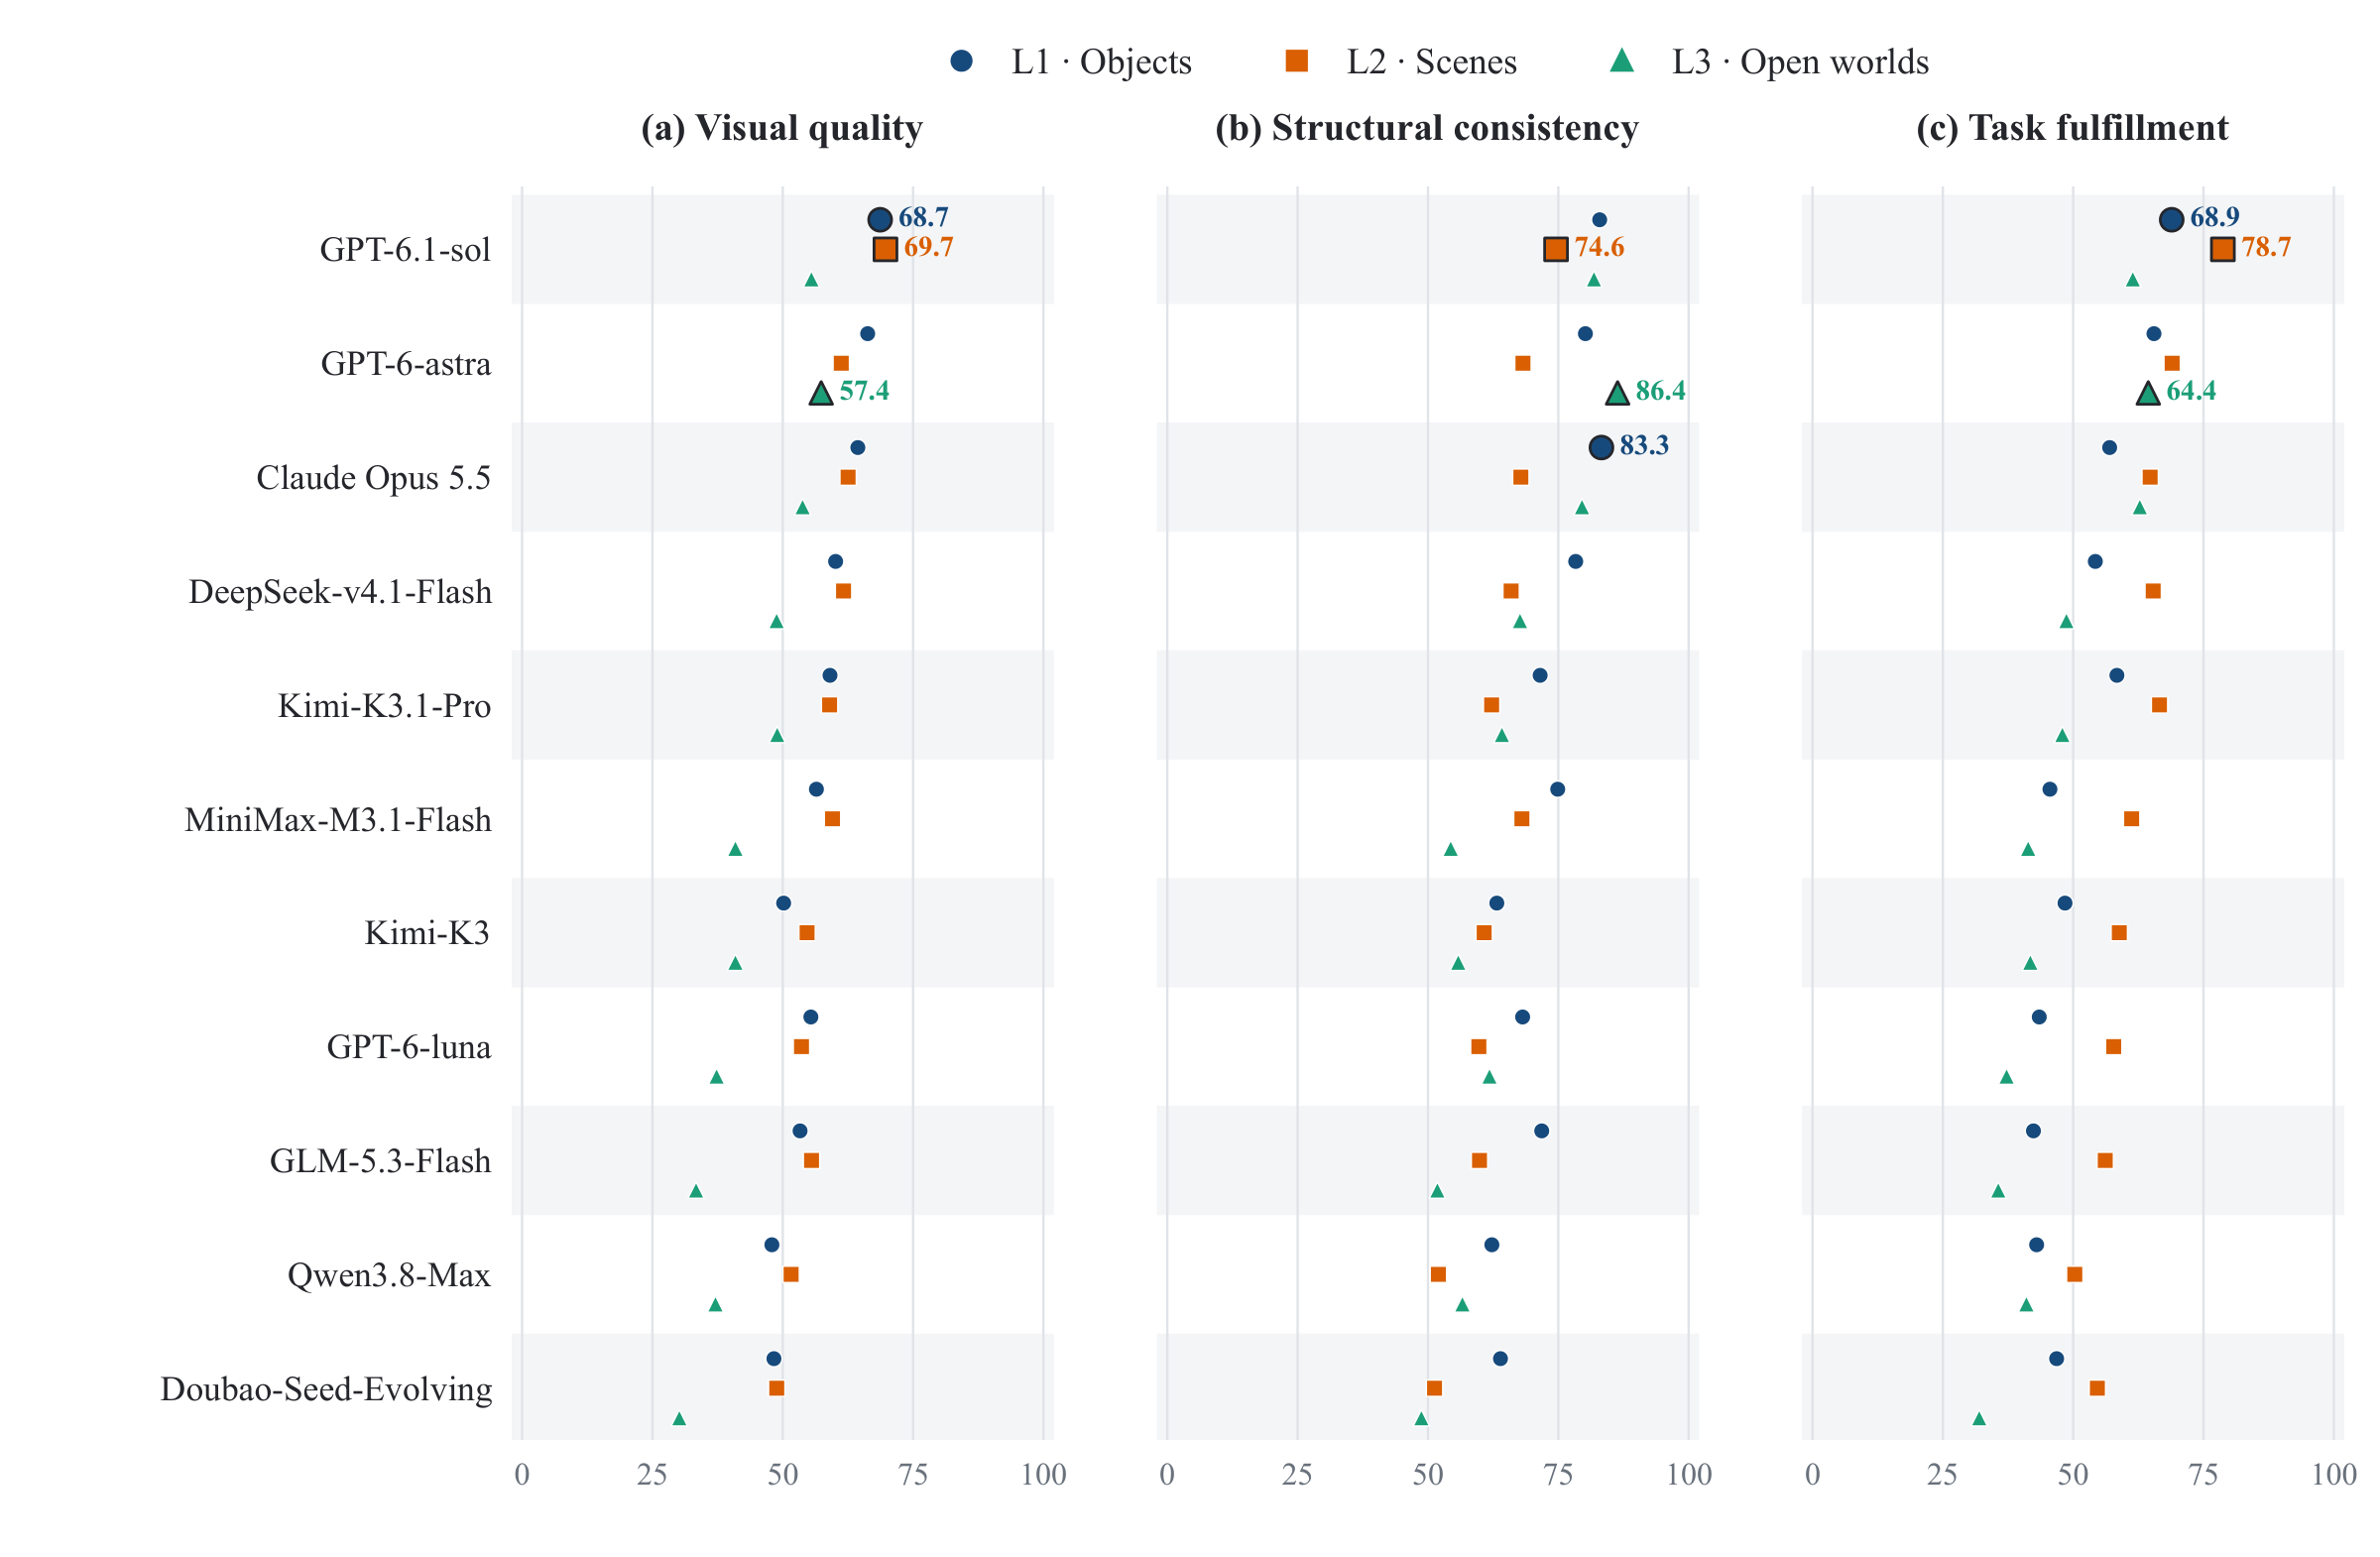 L1 · Objects L2 · Scenes L3 · Open worlds
(a) Visual quality (b) Structural consistency (c) Task fulfillment
68.7 68.9
GPT-6.1-sol 69.7 74.6 78.7
GPT-6-astra
57.4 86.4 64.4
83.3
Claude Opus 5.5
DeepSeek-v4.1-Flash
Kimi-K3.1-Pro
MiniMax-M3.1-Flash
Kimi-K3
GPT-6-luna
GLM-5.3-Flash
Qwen3.8-Max
Doubao-Seed-Evolving
0 25 50 75 100 0 25 50 75 100 0 25 50 75 100